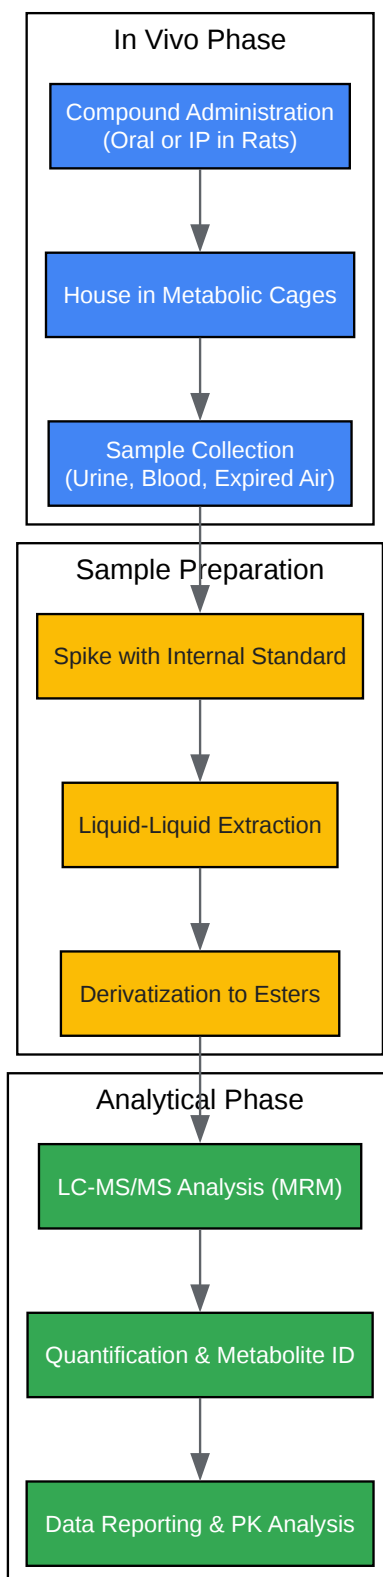 In Vivo Phase
Compound Administration
(Oral or IP in Rats)
House in Metabolic Cages
Sample Collection
(Urine, Blood, Expired Air)
Sample Preparation
Spike with Internal Standard
Liquid-Liquid Extraction
Derivatization to Esters
Analytical Phase
LC-MS/MS Analysis (MRM)
Quantification & Metabolite ID
Data Reporting & PK Analysis